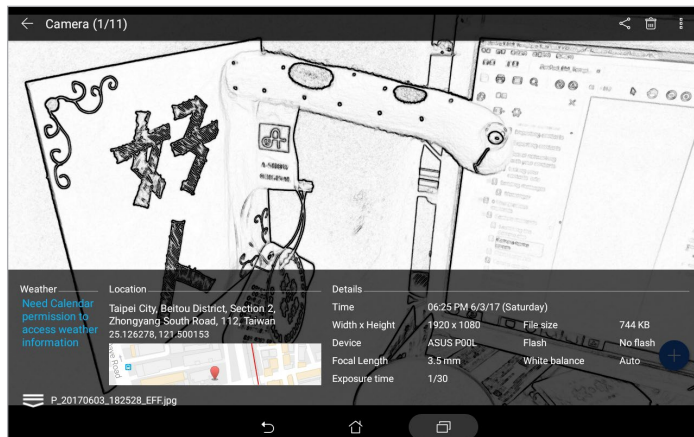 Camera (1/11)
好
A-SHOW
ORIGINAL
Weather
Need Calendar
permission to
access weather
information
Location
Taipei City, Beitou District, Section 2,
Zhongyang South Road, 112, Taiwan
25.126278, 121.500153
Road
Details
Time 06:25 PM 6/3/17 (Saturday)
Width x Height 1920 x 1080 File size 744 KB
Device ASUS P00L Flash No flash
Focal Length 3.5 mm White balance Auto
Exposure time 1/30
P_20170603_182528_EFF.jpg